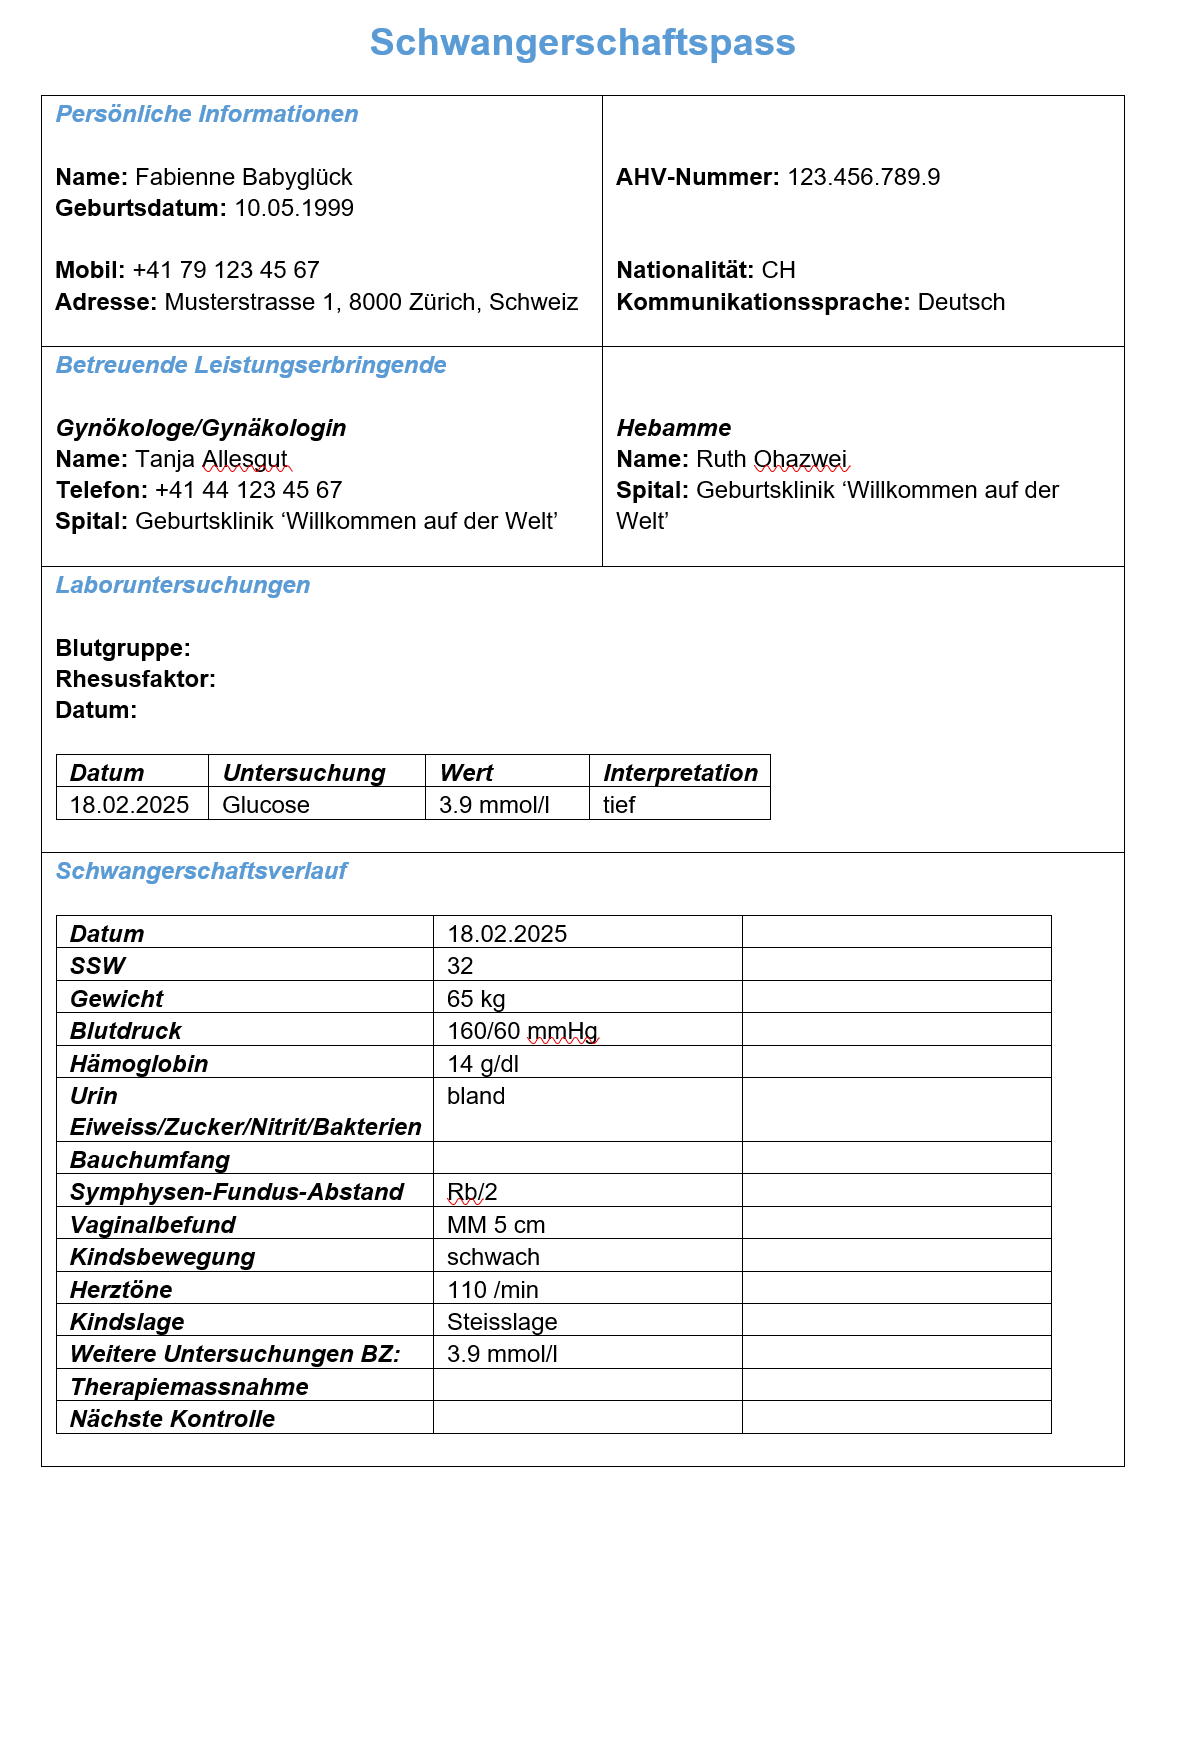 Schwangerschaftspass
Persönliche Informationen
Name: Fabienne Babyglück
Geburtsdatum: 10.05.1999
Mobil: +41 79 123 45 67
Adresse: Musterstrasse 1, 8000 Zürich, Schweiz
AHV-Nummer: 123.456.789.9
Nationalität: CH
Kommunikationssprache: Deutsch
Betreuende Leistungserbringende
Gynökologe/Gynäkologin
Name: Tanja Allesgut
Telefon: +41 44 123 45 67
Spital: Geburtsklinik ‘Willkommen auf der Welt’
Hebamme
Name: Ruth Ohazwei
Spital: Geburtsklinik ‘Willkommen auf der
Welt’
Laboruntersuchungen
Blutgruppe:
Rhesusfaktor:
Datum:
Datum Untersuchung Wert Interpretation
18.02.2025 Glucose 3.9 mmol/l tief
Schwangerschaftsverlauf
Datum 18.02.2025
SSW 32
Gewicht 65 kg
Blutdruck 160/60 mmHg
Hämoglobin 14 g/dl
Urin bland
Eiweiss/Zucker/Nitrit/Bakterien
Bauchumfang
Symphysen-Fundus-Abstand Rb/2
Vaginalbefund MM 5 cm
Kindsbewegung schwach
Herztöne 110 /min
Kindslage Steisslage
Weitere Untersuchungen BZ: 3.9 mmol/l
Therapiemassnahme
Nächste Kontrolle